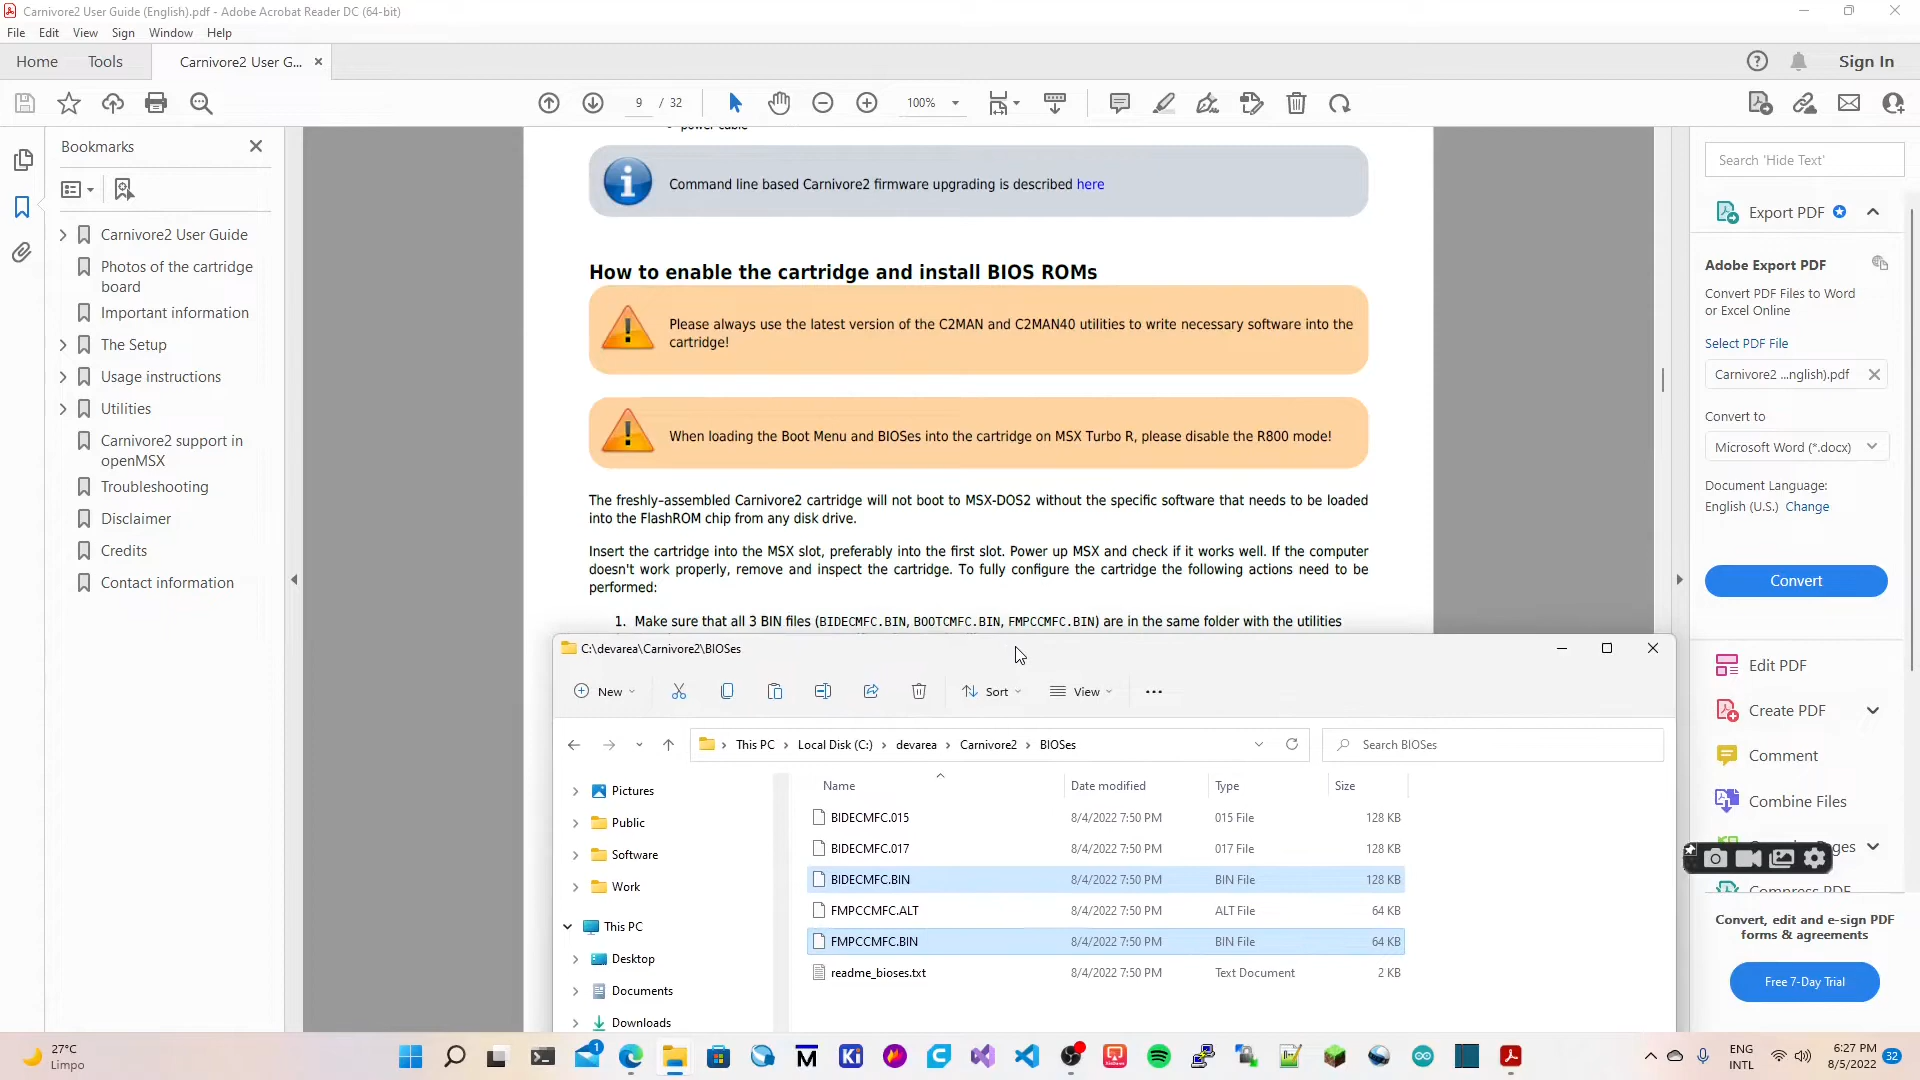 Carnivore2 User Guide (English).pdf - Adobe Acrobat Reader DC (64-bit)
File Edit View Sign Window Help
Home Tools Carnivore2 User G... Sign In
9 / 32 100%
Bookmarks
Carnivore2 User Guide
Photos of the cartridge
board
Important information
The Setup
Usage instructions
Utilities
Carnivore2 support in
openMSX
Troubleshooting
Disclaimer
Credits
Contact information
power cable
Command line based Carnivore2 firmware upgrading is described here
How to enable the cartridge and install BIOS ROMs
Please always use the latest version of the C2MAN and C2MAN40 utilities to write necessary software into the
cartridge!
When loading the Boot Menu and BIOSes into the cartridge on MSX Turbo R, please disable the R800 mode!
The freshly-assembled Carnivore2 cartridge will not boot to MSX-DOS2 without the specific software that needs to be loaded
into the FlashROM chip from any disk drive.
Insert the cartridge into the MSX slot, preferably into the first slot. Power up MSX and check if it works well. If the computer
doesn't work properly, remove and inspect the cartridge. To fully configure the cartridge the following actions need to be
performed:
1. Make sure that all 3 BIN files (BIDECMFC.BIN, BOOTCMFC.BIN, FMPCCMFC.BIN) are in the same folder with the utilities
C:\devarea\Carnivore2\BIOSes
New Sort View
This PC Local Disk (C:) devarea Carnivore2 BIOSes Search BIOSes
Pictures
Public
Software
Work
This PC
Desktop
Documents
Downloads
Name Date modified Type Size
BIDECMFC.015 8/4/2022 7:50 PM 015 File 128 KB
BIDECMFC.017 8/4/2022 7:50 PM 017 File 128 KB
BIDECMFC.BIN 8/4/2022 7:50 PM BIN File 128 KB
FMPCCMFC.ALT 8/4/2022 7:50 PM ALT File 64 KB
FMPCCMFC.BIN 8/4/2022 7:50 PM BIN File 64 KB
readme_bioses.txt 8/4/2022 7:50 PM Text Document 2 KB
Search 'Hide Text'
Export PDF
Adobe Export PDF
Convert PDF Files to Word
or Excel Online
Select PDF File
Carnivore2 ...nglish).pdf
Convert to
Microsoft Word (*.docx)
Document Language:
English (U.S.) Change
Convert
Edit PDF
Create PDF
Comment
Combine Files
Compress PDF
Convert, edit and e-sign PDF
forms & agreements
Free 7-Day Trial
27°C
Limpo
1
M
Ki
ENG
INTL
6:27 PM
8/5/2022
32